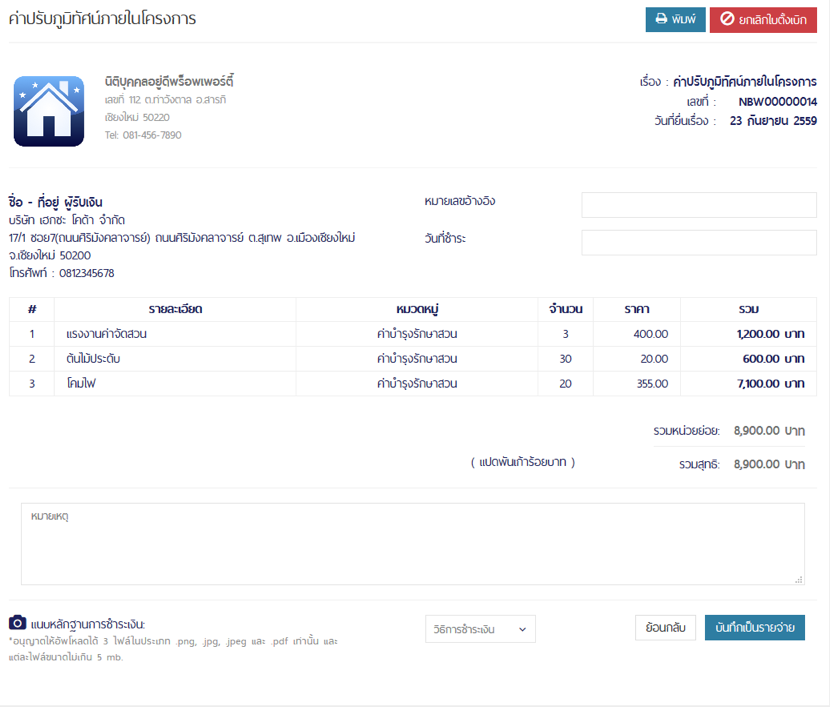 ค่าปรับภูมิทัศน์ภายในโครงการ
พิมพ์
ยกเลิกใบตั้งเบิก
นิติบุคคลอยู่ดีพร็อพเพอร์ตี้
เลขที่ 112 ต.ท่าวังตาล อ.สารภี
เชียงใหม่ 50220
Tel: 081-456-7890
เรื่อง : ค่าปรับภูมิทัศน์ภายในโครงการ
เลขที่ : NBW00000014
วันที่ยื่นเรื่อง : 23 กันยายน 2559
ชื่อ - ที่อยู่ ผู้รับเงิน
บริษัท เฮกซะ โคด้า จำกัด
17/1 ซอย7(ถนนศิริมังคลาจารย์) ถนนศิริมังคลาจารย์ ต.สุเทพ อ.เมืองเชียงใหม่
จ.เชียงใหม่ 50200
โทรศัพท์ : 0812345678
หมายเลขอ้างอิง
วันที่ชำระ
# รายละเอียด หมวดหมู่ จำนวน ราคา รวม
1 แรงงานค่าจัดสวน ค่าบำรุงรักษาสวน 3 400.00 1,200.00 บาท
2 ต้นไม้ประดับ ค่าบำรุงรักษาสวน 30 20.00 600.00 บาท
3 โคมไฟ ค่าบำรุงรักษาสวน 20 355.00 7,100.00 บาท
รวมหน่วยย่อย: 8,900.00 บาท
( แปดพันเก้าร้อยบาท ) รวมสุทธิ: 8,900.00 บาท
หมายเหตุ
แนบหลักฐานการชำระเงิน:
*อนุญาตให้อัพโหลดได้ 3 ไฟล์ในประเภท .png, .jpg, .jpeg และ .pdf เท่านั้น และ
แต่ละไฟล์ขนาดไม่เกิน 5 mb.
วิธีการชำระเงิน
ย้อนกลับ
บันทึกเป็นรายจ่าย